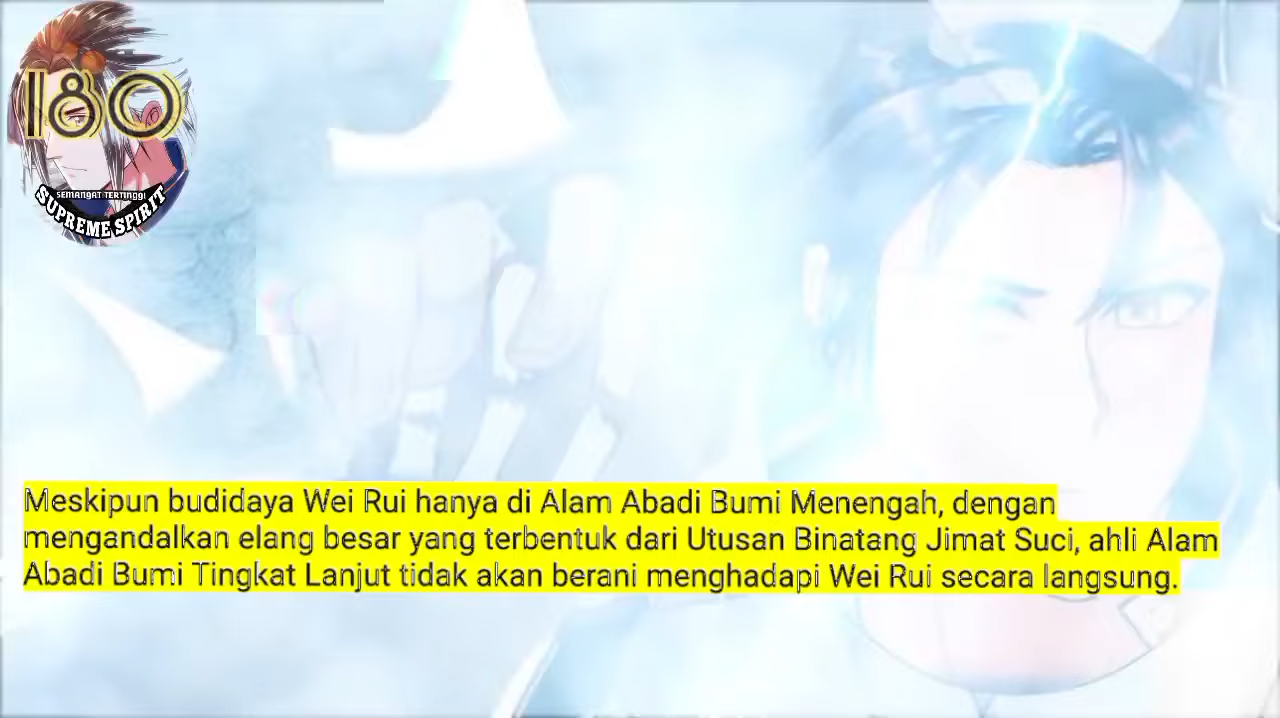 180
SEMANGAT TERTINGGI
SUPREME SPIRIT
Meskipun budidaya Wei Rui hanya di Alam Abadi Bumi Menengah, dengan
mengandalkan elang besar yang terbentuk dari Utusan Binatang Jimat Suci, ahli Alam
Abadi Bumi Tingkat Lanjut tidak akan berani menghadapi Wei Rui secara langsung.